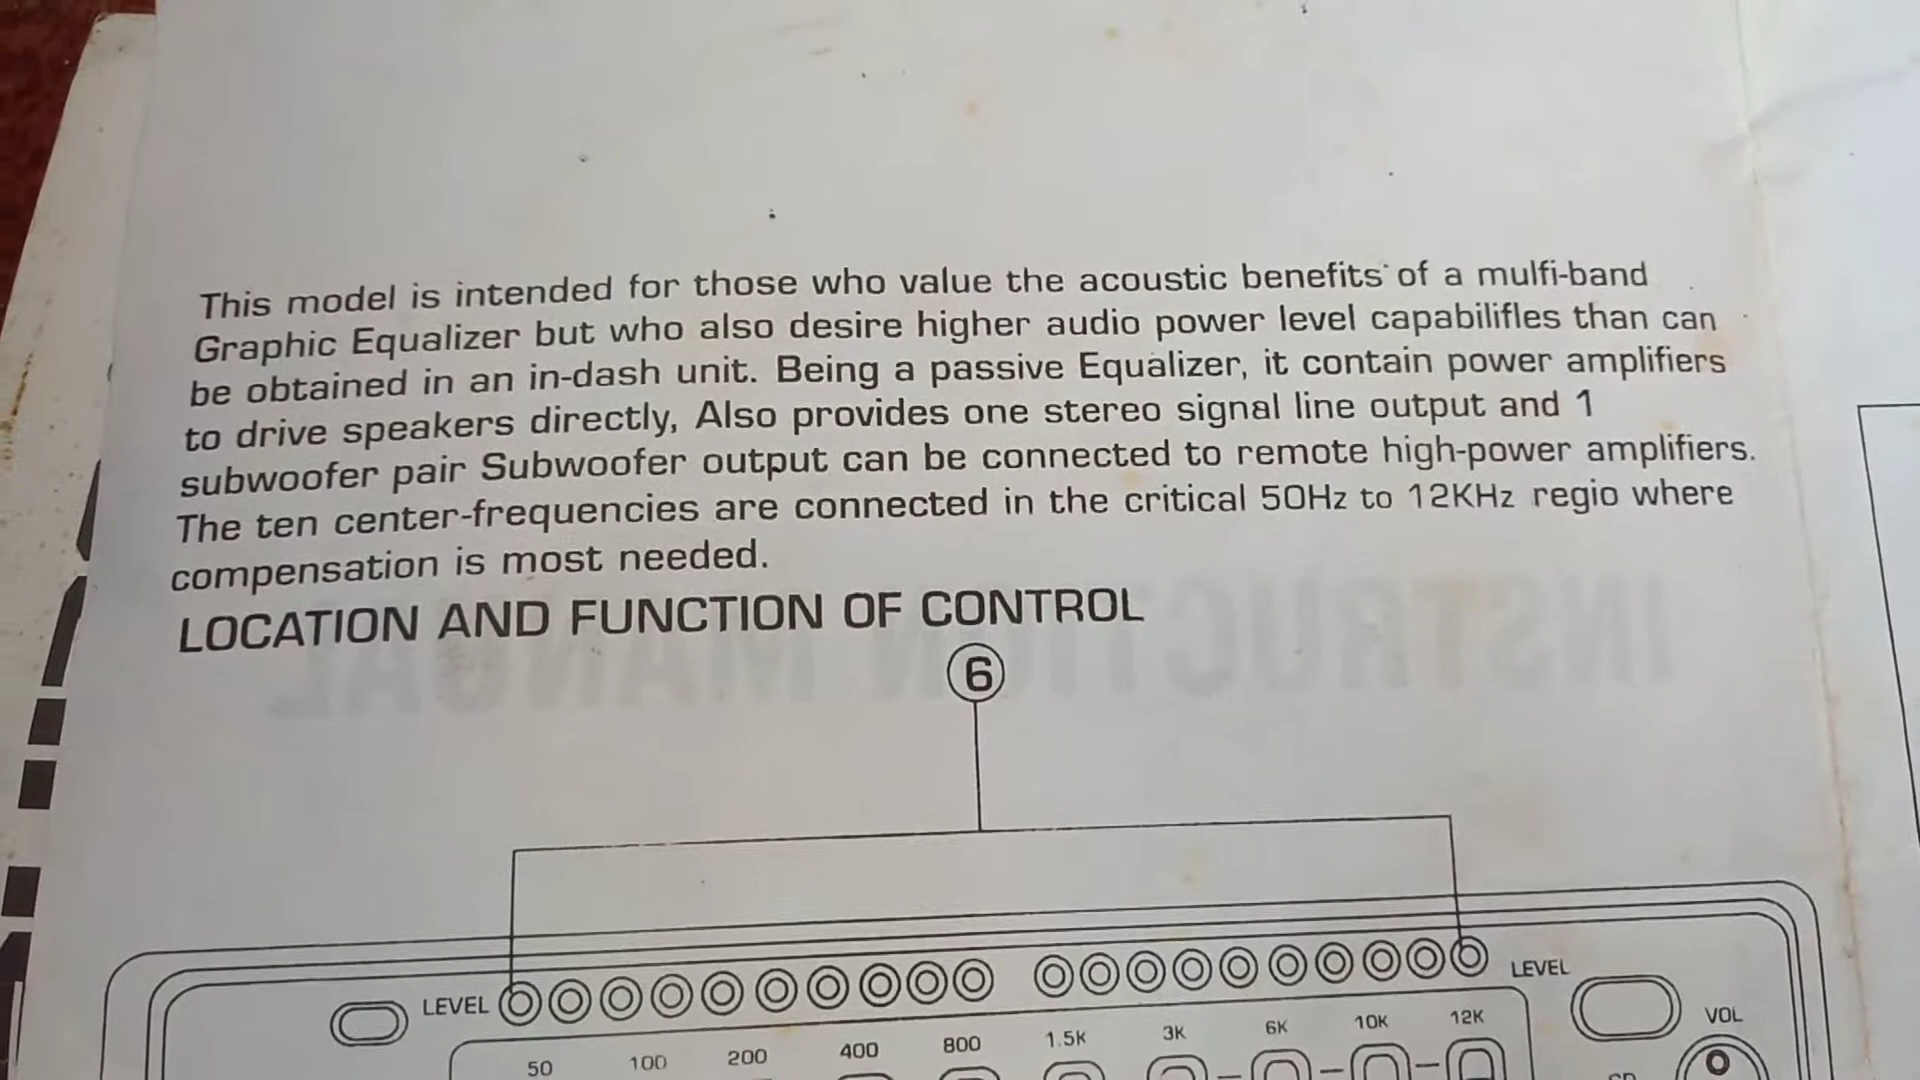 This model is intended for those who value the acoustic benefits of a mulfi-band
Graphic Equalizer but who also desire higher audio power level capabilifles than can
be obtained in an in-dash unit. Being a passive Equalizer, it contain power amplifiers
to drive speakers directly, Also provides one stereo signal line output and 1
subwoofer pair Subwoofer output can be connected to remote high-power amplifiers.
The ten center-frequencies are connected in the critical 50Hz to 12KHz regio where
compensation is most needed.
LOCATION AND FUNCTION OF CONTROL
6
LEVEL LEVEL
50 100 200 400 800 1.5K 3K 6K 10K 12K
VOL
CD
INSTRUCTION MANUAL